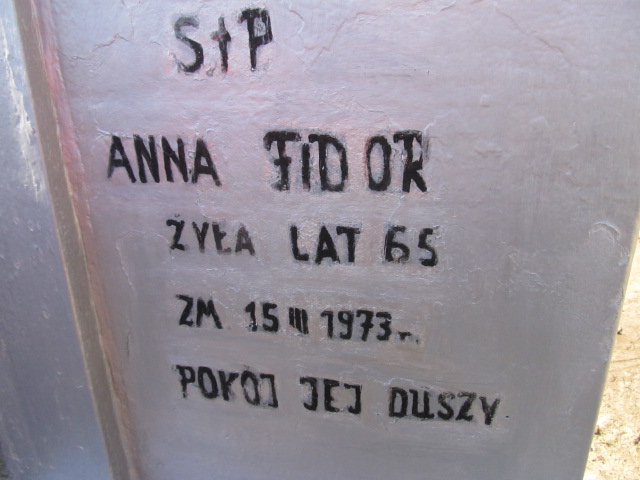 S†P
ANNA FIDOR
ŻYŁA LAT 65
ZM 15 III 1973 r.
POKÓJ JEJ DUSZY